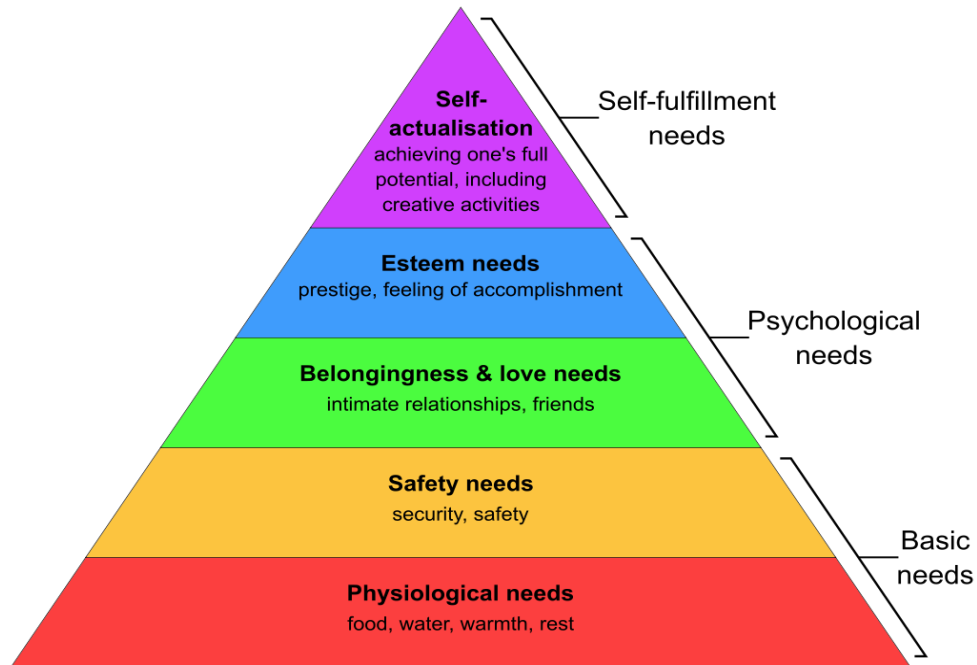 Self-
actualisation
achieving one's full
potential, including
creative activities
Self-fulfillment
needs
Esteem needs
prestige, feeling of accomplishment
Belongingness & love needs
intimate relationships, friends
Psychological
needs
Safety needs
security, safety
Physiological needs
food, water, warmth, rest
Basic
needs